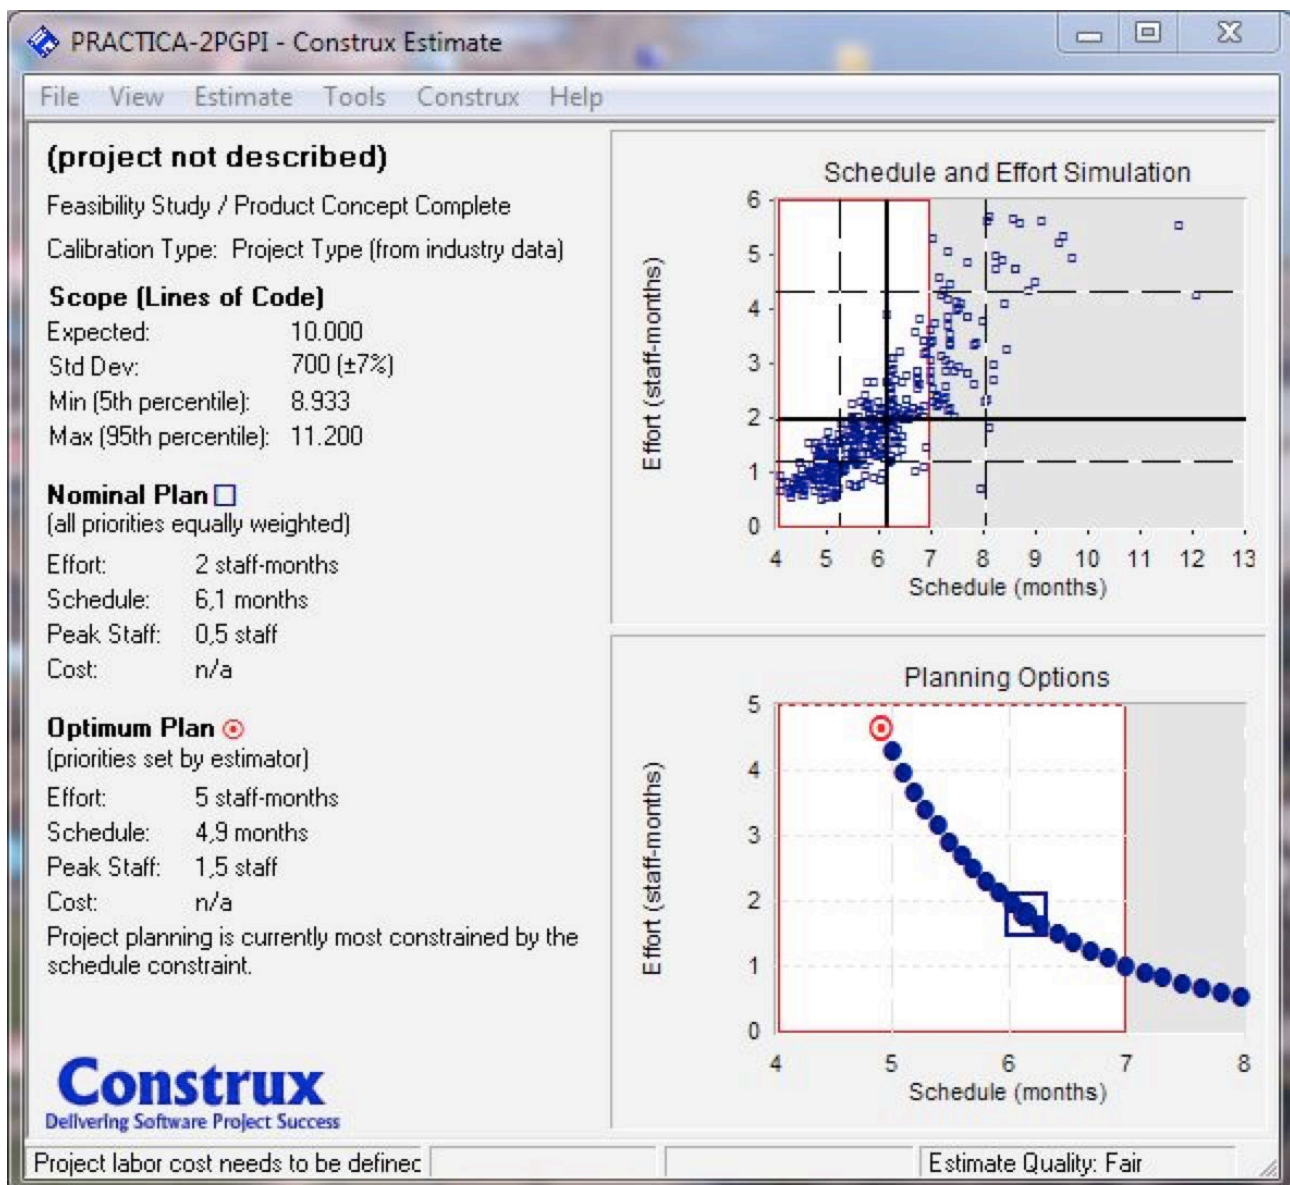 PRACTICA-2PGPI - Construx Estimate
File View Estimate Tools Construx Help
(project not described)
Feasibility Study / Product Concept Complete
Calibration Type: Project Type (from industry data)
Scope (Lines of Code)
Expected: 10.000
Std Dev: 700 (±7%)
Min (5th percentile): 8.933
Max (95th percentile): 11.200
Nominal Plan
(all priorities equally weighted)
Effort: 2 staff-months
Schedule: 6,1 months
Peak Staff: 0,5 staff
Cost: n/a
Optimum Plan
(priorities set by estimator)
Effort: 5 staff-months
Schedule: 4,9 months
Peak Staff: 1,5 staff
Cost: n/a
Project planning is currently most constrained by the
schedule constraint.
Construx
Delivering Software Project Success
Schedule and Effort Simulation
Effort (staff-months)
6
5
4
3
2
1
0
4 5 6 7 8 9 10 11 12 13
Schedule (months)
Planning Options
Effort (staff-months)
5
4
3
2
1
0
4 5 6 7 8
Schedule (months)
Project labor cost needs to be defined
Estimate Quality: Fair